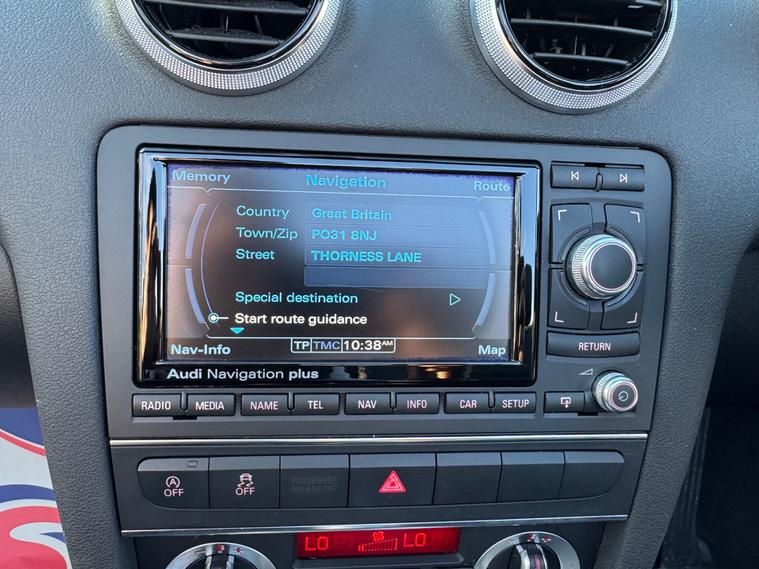 Memory Navigation Route
Country Great Britain
Town/Zip PO31 8NJ
Street THORNESS LANE
Special destination
Start route guidance
Nav-Info TP TMC 10:38AM Map
RETURN
Audi Navigation plus
RADIO MEDIA NAME TEL NAV INFO CAR SETUP
OFF OFF PASSENGER
AIRBAG OFF
LO LO